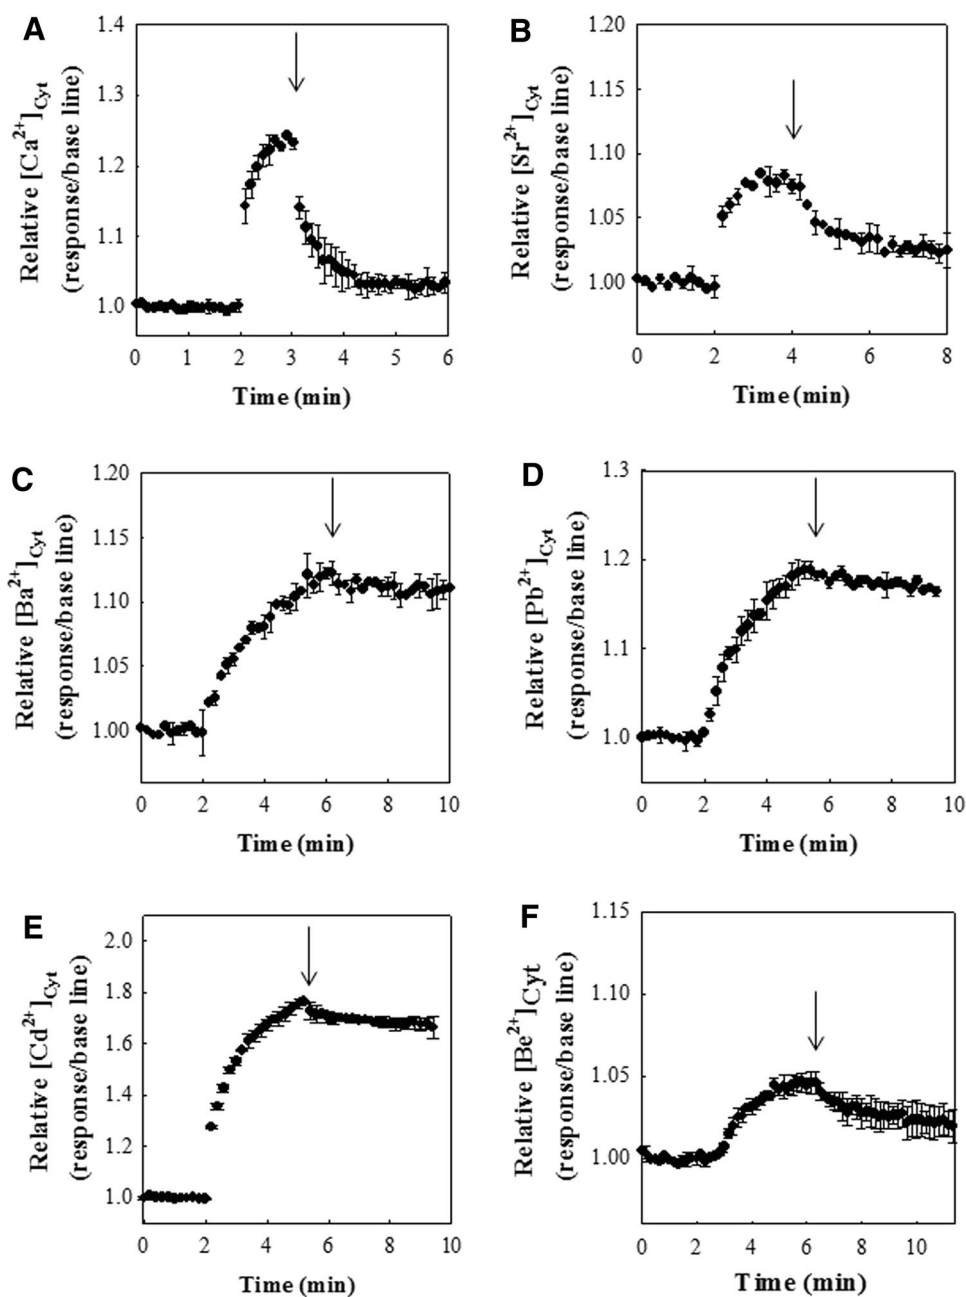 A
Relative [Ca2+]Cyt
(response/base line)
1.4
1.3
1.2
1.1
1.0
0 1 2 3 4 5 6
Time (min)
B
Relative [Sr2+]Cyt
(response/base line)
1.20
1.15
1.10
1.05
1.00
0 2 4 6 8
Time (min)
C
Relative [Ba2+]Cyt
(response/base line)
1.20
1.15
1.10
1.05
1.00
0 2 4 6 8 10
Time (min)
D
Relative [Pb2+]Cyt
(response/base line)
1.3
1.2
1.1
1.0
0 2 4 6 8 10
Time (min)
E
Relative [Cd2+]Cyt
(response/base line)
2.0
1.8
1.6
1.4
1.2
1.0
0 2 4 6 8 10
Time (min)
F
Relative [Be2+]Cyt
(response/base line)
1.15
1.10
1.05
1.00
0 2 4 6 8 10
Time (min)